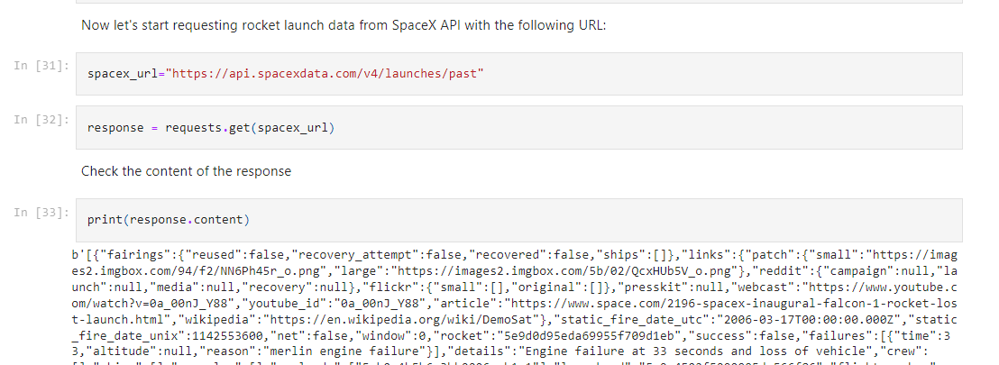 Now let's start requesting rocket launch data from SpaceX API with the following URL:
In [31]:
spacex_url="https://api.spacexdata.com/v4/launches/past"
In [32]:
response = requests.get(spacex_url)
Check the content of the response
In [33]:
print(response.content)
b'[{"fairings":{"reused":false,"recovery_attempt":false,"recovered":false,"ships":[]},"links":{"patch":{"small":"https://imag
es2.imgbox.com/94/f2/NN6Ph45r_o.png","large":"https://images2.imgbox.com/5b/02/QcxHUb5V_o.png"},"reddit":{"campaign":null,"la
unch":null,"media":null,"recovery":null},"flickr":{"small":[],"original":[]},"presskit":null,"webcast":"https://www.youtube.c
om/watch?v=0a_00nJ_Y88","youtube_id":"0a_00nJ_Y88","article":"https://www.space.com/2196-spacex-inaugural-falcon-1-rocket-los
t-launch.html","wikipedia":"https://en.wikipedia.org/wiki/DemoSat"},"static_fire_date_utc":"2006-03-17T00:00:00.000Z","static
_fire_date_unix":1142553600,"net":false,"window":0,"rocket":"5e9d0d95eda69955f709d1eb","success":false,"failures":[{"time":3
3,"altitude":null,"reason":"merlin engine failure"}],"details":"Engine failure at 33 seconds and loss of vehicle","crew":